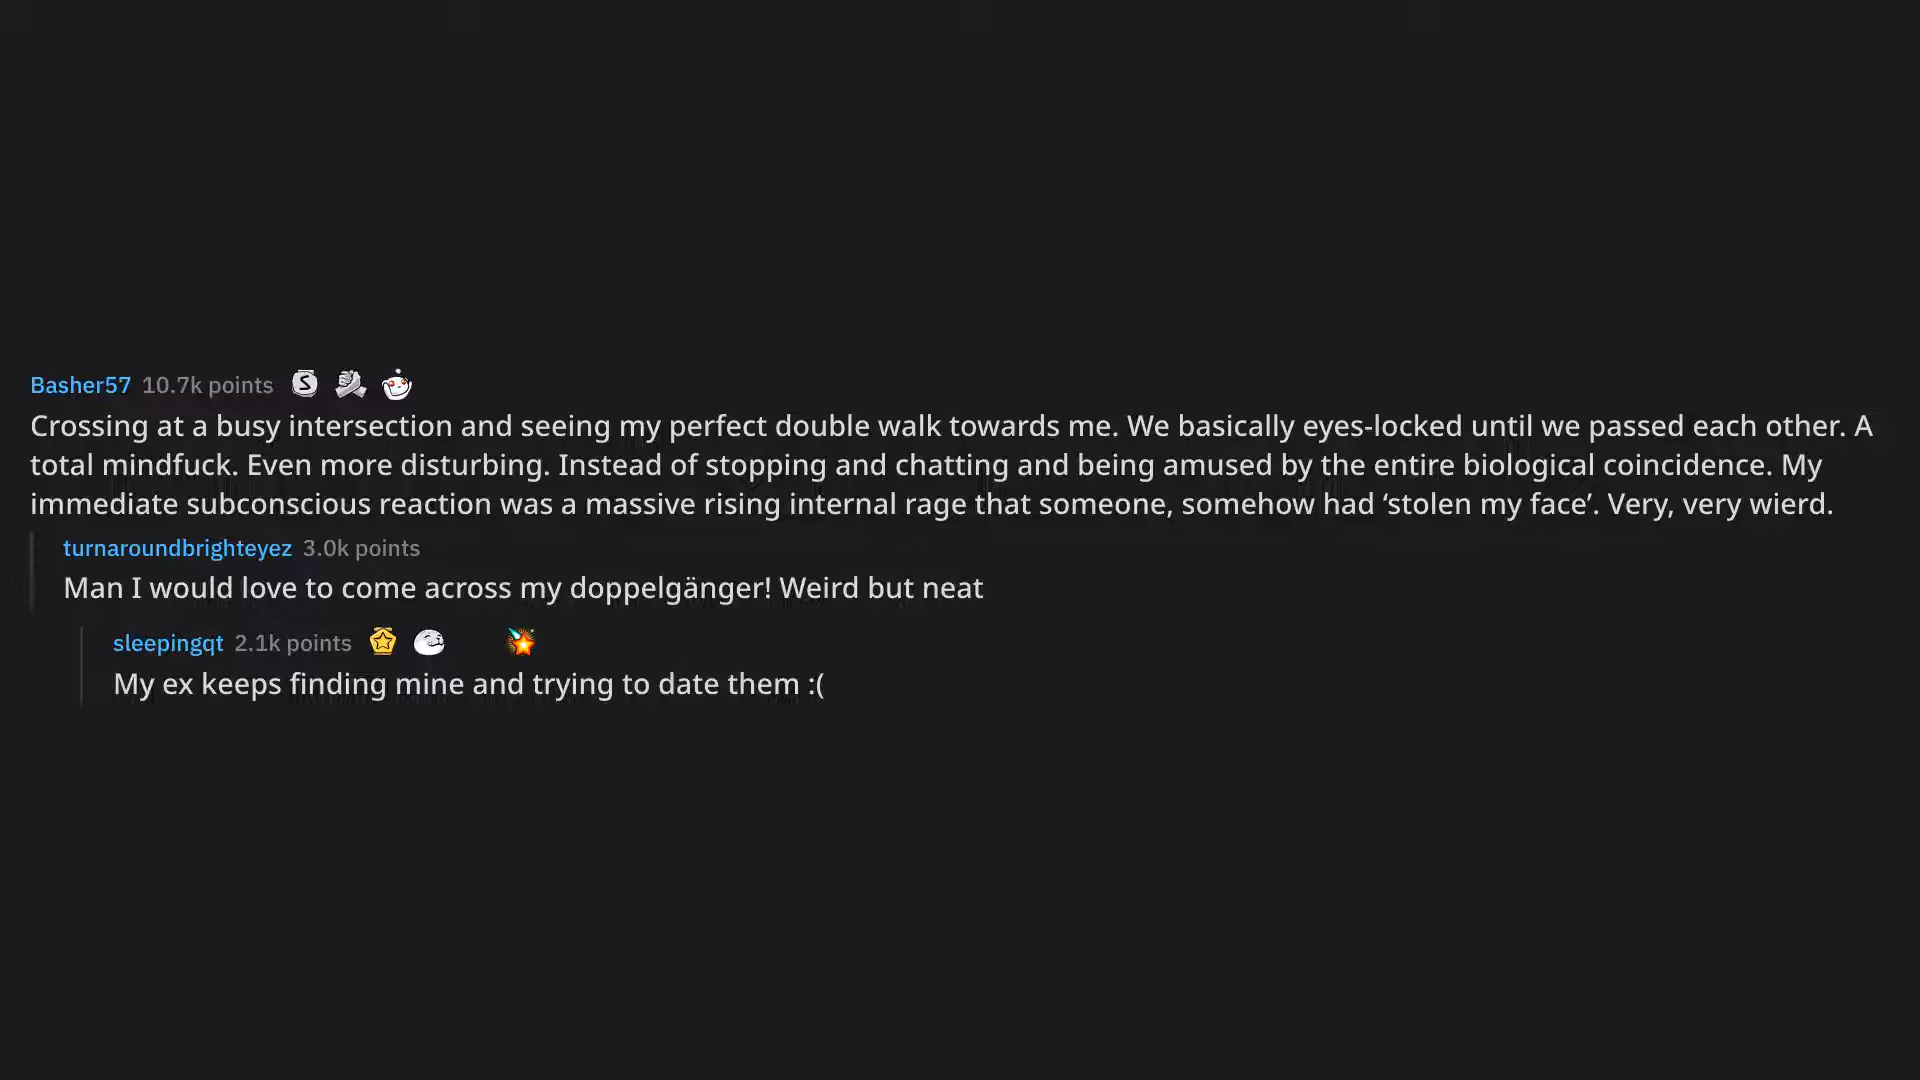 Basher57 10.7k points
Crossing at a busy intersection and seeing my perfect double walk towards me. We basically eyes-locked until we passed each other. A
total mindfuck. Even more disturbing. Instead of stopping and chatting and being amused by the entire biological coincidence. My
immediate subconscious reaction was a massive rising internal rage that someone, somehow had ‘stolen my face’. Very, very wierd.
turnaroundbrighteyez 3.0k points
Man I would love to come across my doppelgänger! Weird but neat
sleepingqt 2.1k points
My ex keeps finding mine and trying to date them :(